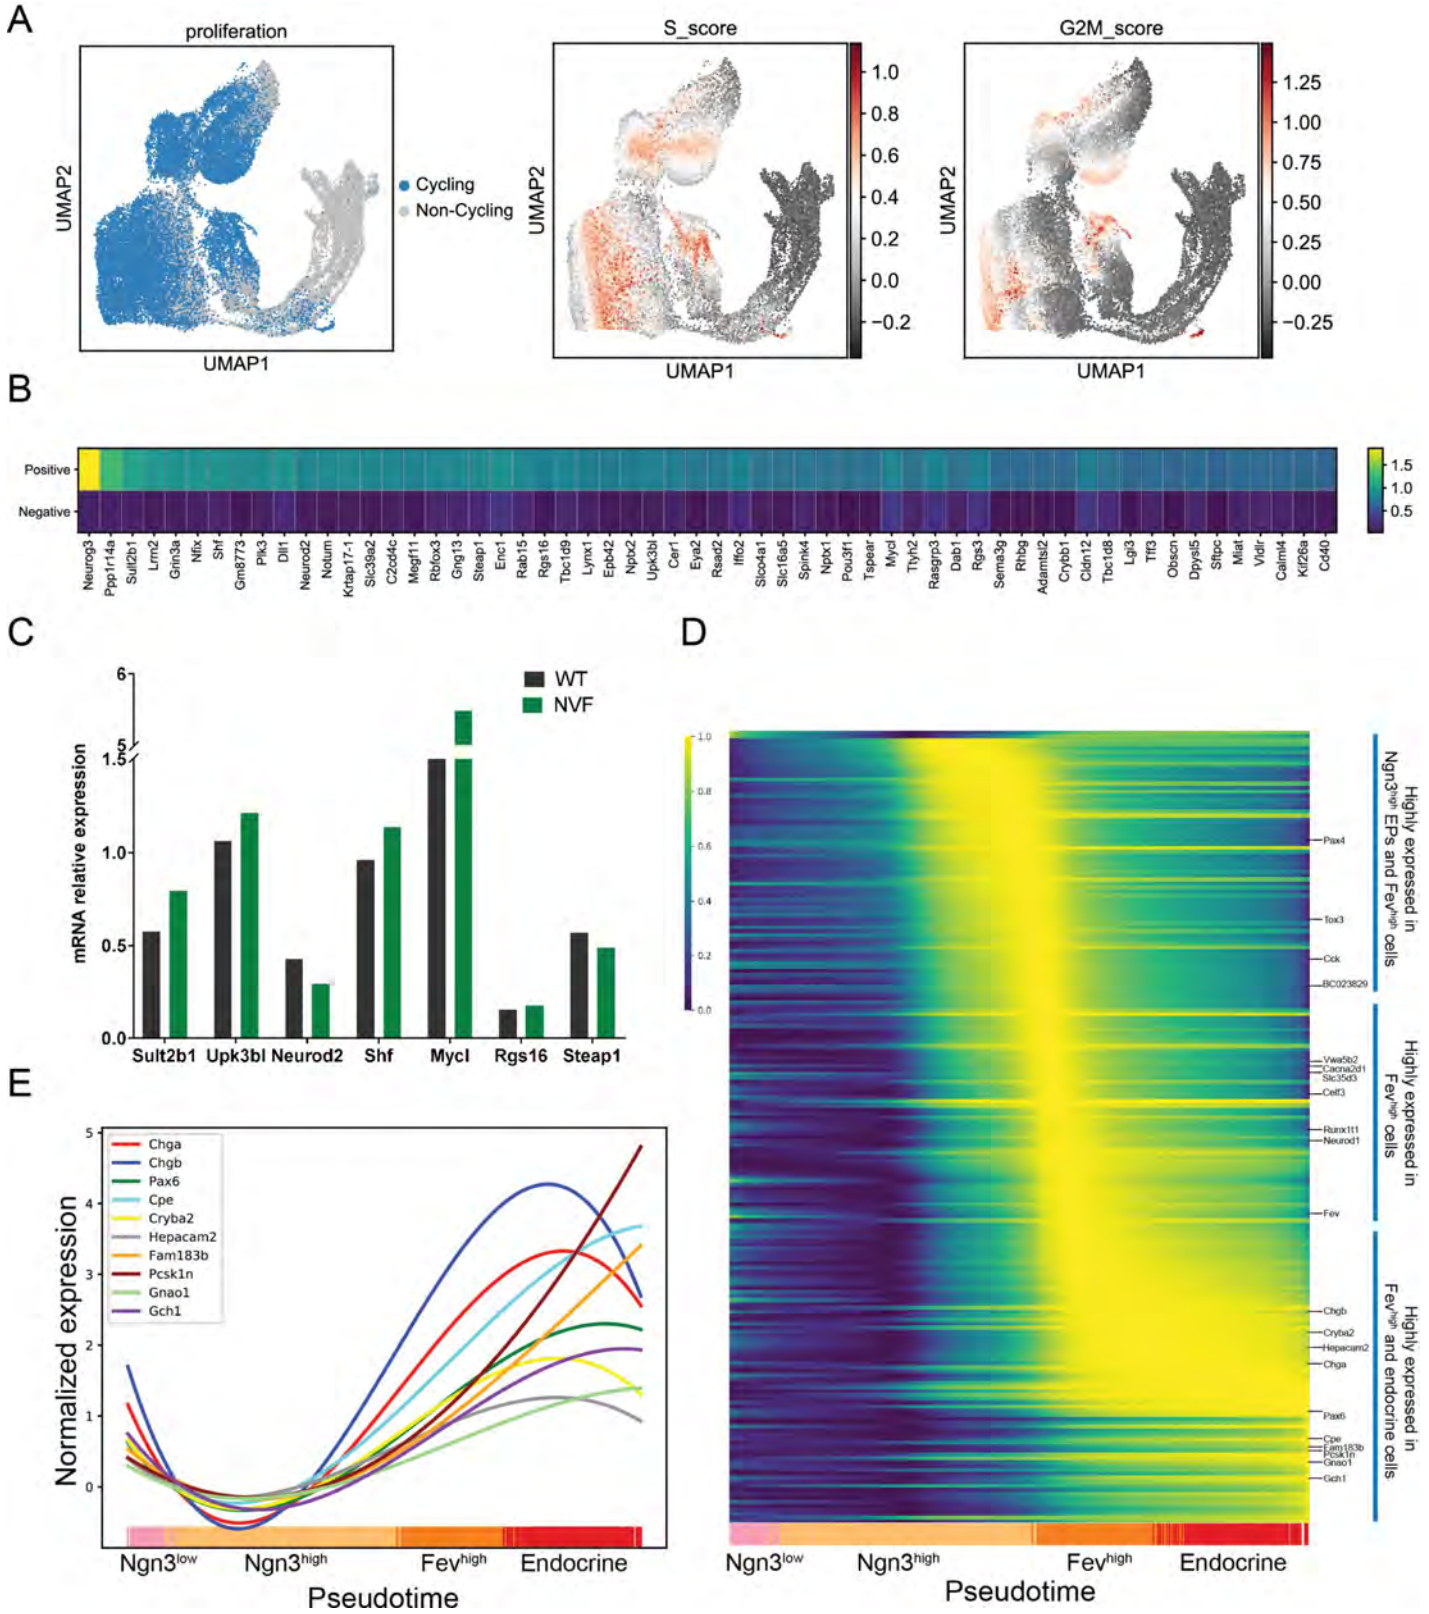 A
proliferation
UMAP2
UMAP1
Cycling
Non-Cycling
S_score
UMAP2
UMAP1
1.0
0.8
0.6
0.4
0.2
0.0
−0.2
G2M_score
UMAP2
UMAP1
1.25
1.00
0.75
0.50
0.25
0.00
−0.25
B
Positive
Negative
1.5
1.0
0.5
Neurog3
Ppp1r14a
Sult2b1
Lrrn2
Grin3a
Nfix
Shf
Gm8773
Plk3
Dll1
Neurod2
Notum
Krtap17-1
Slc39a2
C2cd4c
Megf11
Rbfox3
Gng13
Steap1
Enc1
Rab15
Rgs16
Tbc1d9
Lynx1
Epb42
Npx2
Upk3bl
Cer1
Eya2
Rsad2
Iffo2
Slco4a1
Slc16a5
Spink4
Npbx1
Pou3f1
Tspear
Mycl
Ttyh2
Rasgrp3
Dab1
Rgs3
Sema3g
Rhbg
Adamtsl2
Crybb1
Cldn12
Tbc1d8
Lgi3
Tff3
Obscn
Dpysl5
Sftpc
Miat
Vldlr
Calml4
Kif26a
Cd40
C
mRNA relative expression
6
5
1.5
1.0
0.5
0.0
WT
NVF
Sult2b1 Upk3bl Neurod2 Shf Mycl Rgs16 Steap1
D
1.0
0.8
0.6
0.4
0.2
0.0
Pax4
Tox3
Cck
BC023829
Vwa5b2
Cacna2d1
Slc35d3
Celf3
Runx1t1
Neurod1
Fev
Chgb
Cryba2
Hepacam2
Chga
Pax6
Cpe
Fam183b
Pcsk1n
Gnao1
Gch1
Highly expressed in
Ngn3high EPs and Fevhigh cells
Highly expressed in
Fevhigh cells
Highly expressed in
Fevhigh and endocrine cells
Ngn3low Ngn3high Fevhigh Endocrine
Pseudotime
E
Normalized expression
5
4
3
2
1
0
Chga
Chgb
Pax6
Cpe
Cryba2
Hepacam2
Fam183b
Pcsk1n
Gnao1
Gch1
Ngn3low Ngn3high Fevhigh Endocrine
Pseudotime